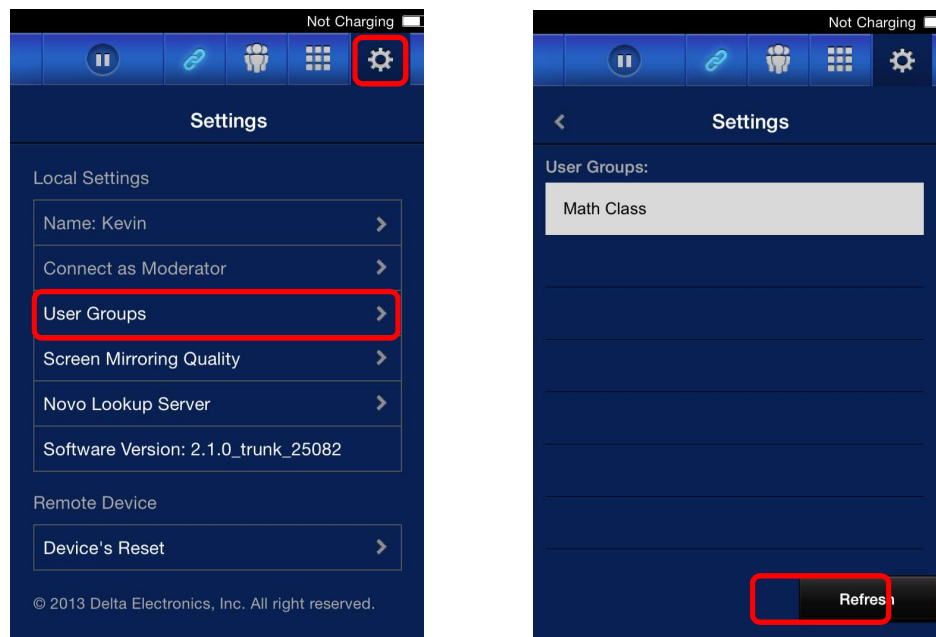 Not Charging
Settings
Local Settings
Name: Kevin
Connect as Moderator
User Groups
Screen Mirroring Quality
Novo Lookup Server
Software Version: 2.1.0_trunk_25082
Remote Device
Device's Reset
© 2013 Delta Electronics, Inc. All right reserved.
Not Charging
Settings
User Groups:
Math Class
Refresh